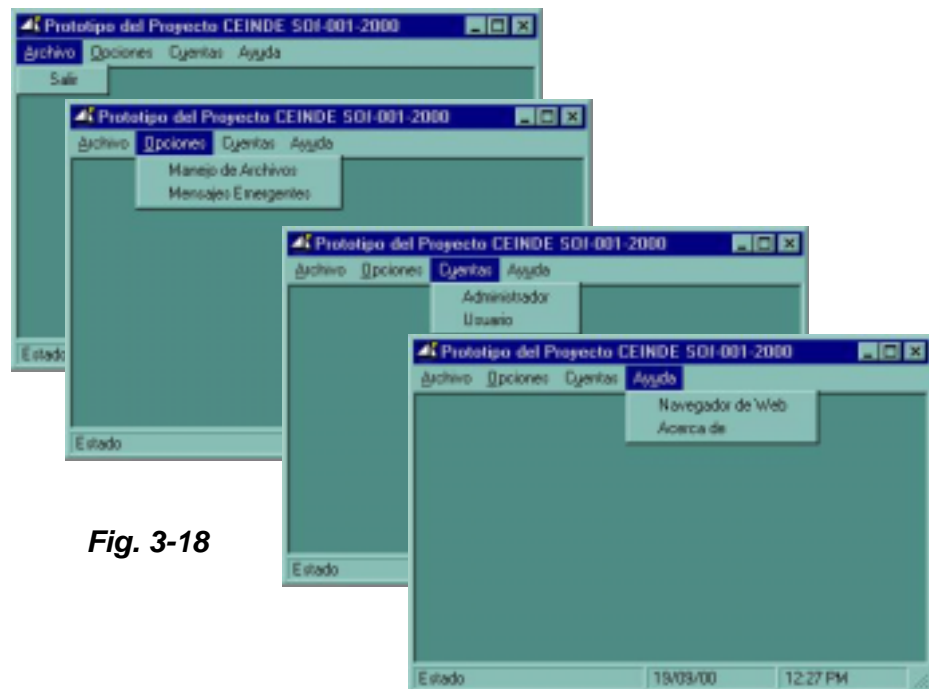 Prototipo del Proyecto CEINDE SOI-001-2000
Archivo Opciones Cuentas Ayuda
Salir
Estado
Prototipo del Proyecto CEINDE SOI-001-2000
Archivo Opciones Cuentas Ayuda
Manejo de Archivos
Mensajes Emergentes
Estado
Prototipo del Proyecto CEINDE SOI-001-2000
Archivo Opciones Cuentas Ayuda
Administrador
Usuario
Estado
Prototipo del Proyecto CEINDE SOI-001-2000
Archivo Opciones Cuentas Ayuda
Navegador de Web
Acerca de
Estado 19/09/00 12:27 PM
Fig. 3-18